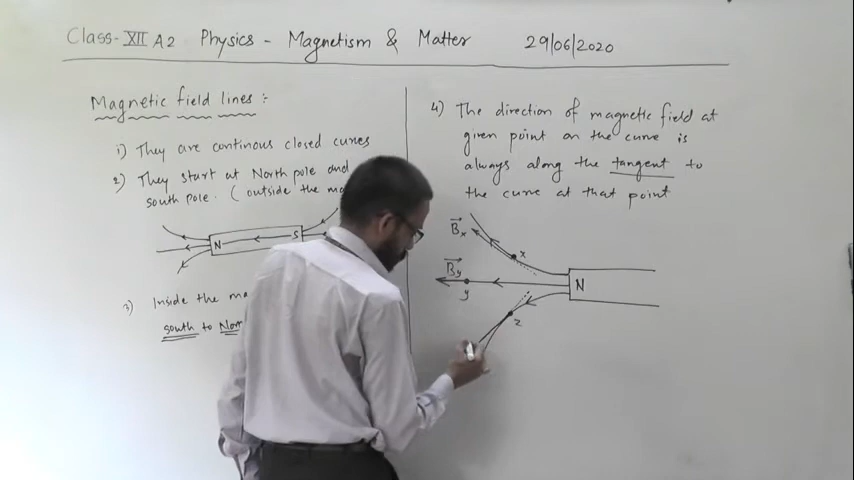 Class-XII A2 Physics - Magnetism & Matter 29/06/2020
Magnetic field lines :-
1) They are continous closed curves
2) They start at North pole and
south pole. ( outside the
N S
3) Inside the
south to North
4) The direction of magnetic field at
given point on the curve is
always along the tangent to
the curve at that point
Bx x
By
y
N
z